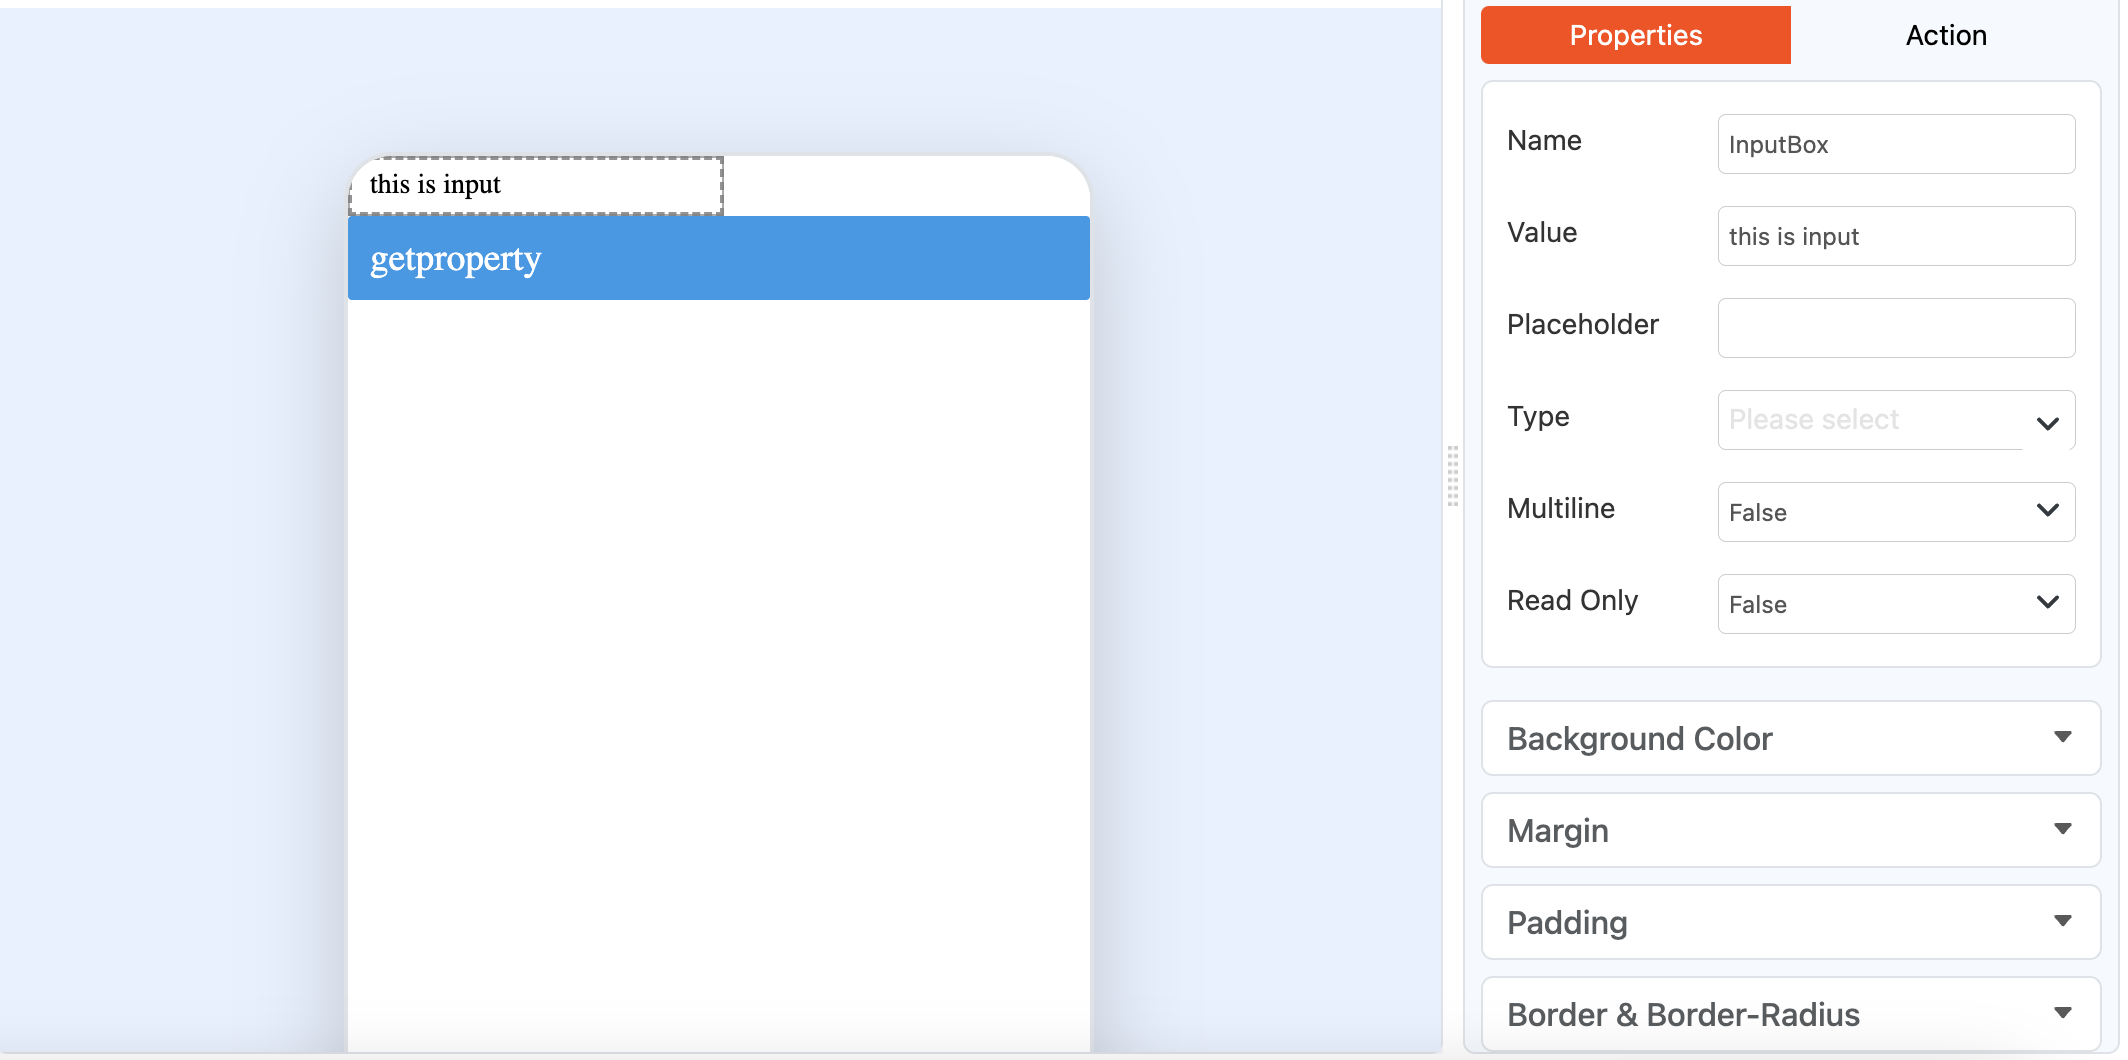 this is input
getproperty
Properties
Action
Name
InputBox
Value
this is input
Placeholder
Type
Please select
Multiline
False
Read Only
False
Background Color
Margin
Padding
Border & Border-Radius